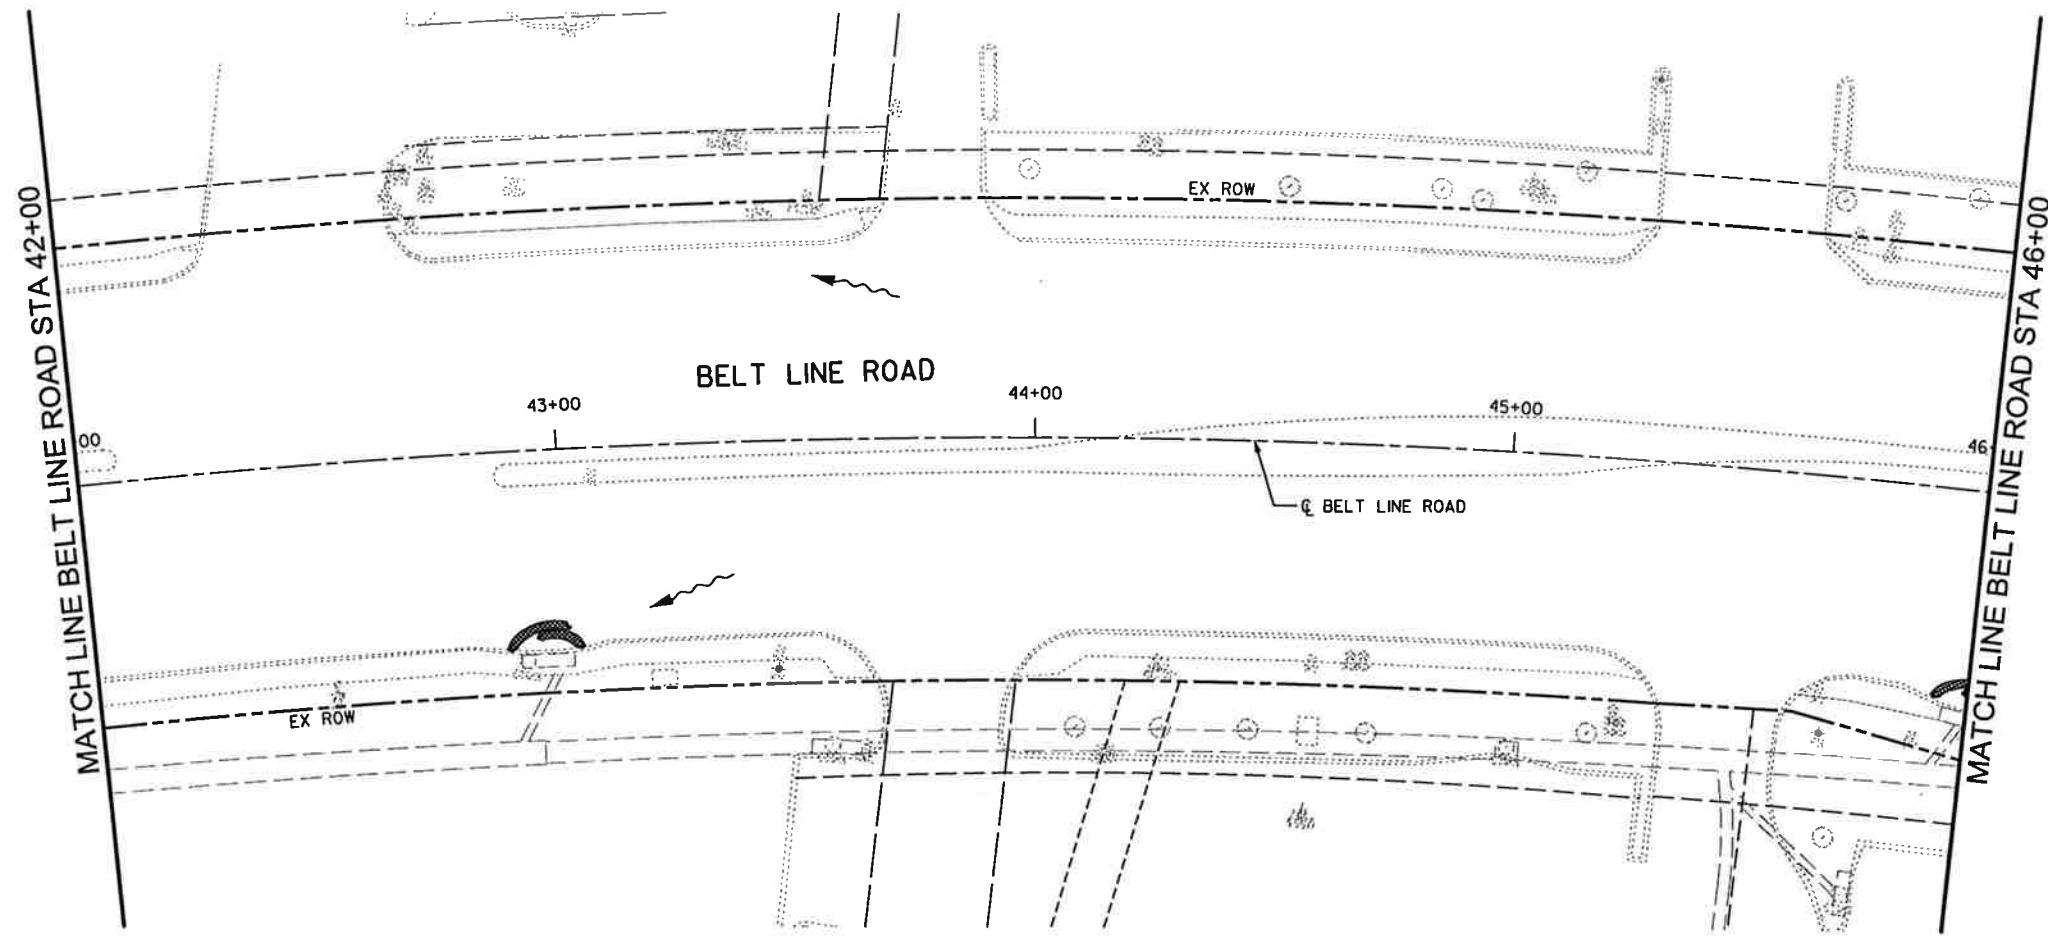 MATCH LINE BELT LINE ROAD STA 42+00
EX ROW
BELT LINE ROAD
00
43+00
44+00
45+00
46
℄ BELT LINE ROAD
EX ROW
MATCH LINE BELT LINE ROAD STA 46+00